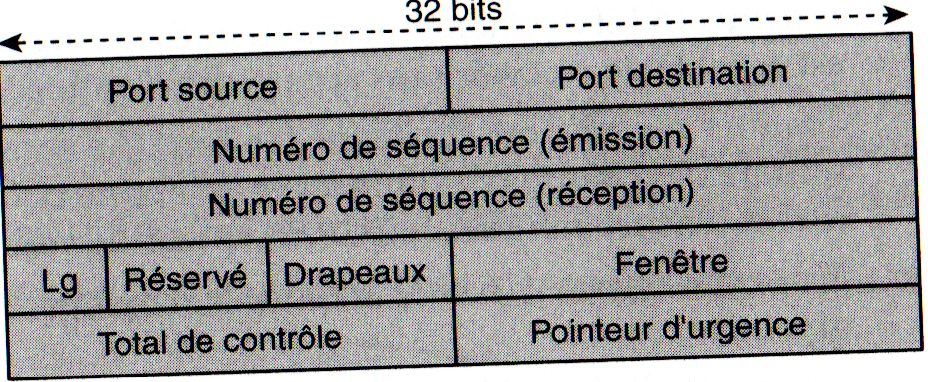 32 bits
Port source Port destination
Numéro de séquence (émission)
Numéro de séquence (réception)
Lg Réservé Drapeaux Fenêtre
Total de contrôle Pointeur d'urgence